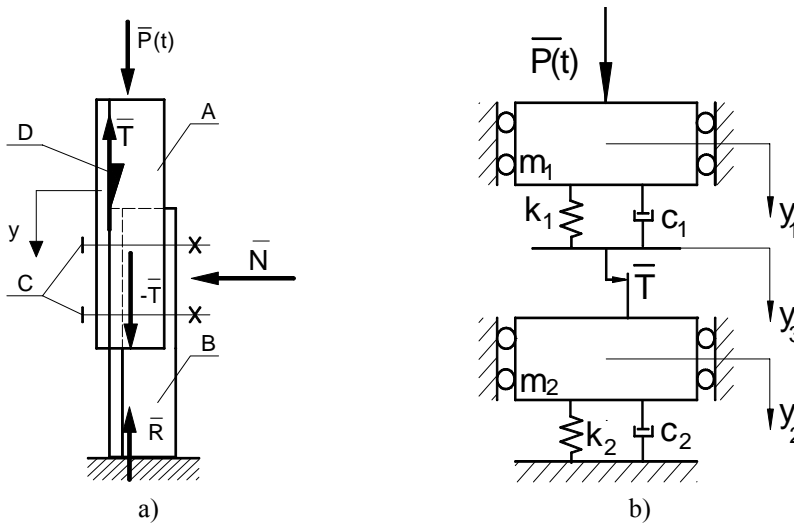 P(t)
D
A
T
y
N
C
-T
B
R
a)
P(t)
m₁
k₁
c₁
y₁
T
y₃
m₂
k₂
c₂
y₂
b)